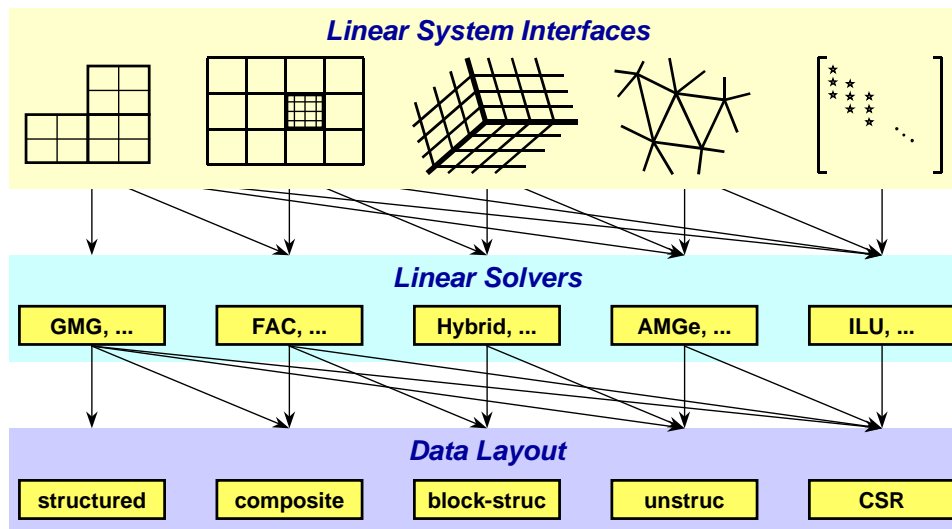 Linear System Interfaces
Linear Solvers
GMG, ...
FAC, ...
Hybrid, ...
AMGe, ...
ILU, ...
Data Layout
structured
composite
block-struc
unstruc
CSR